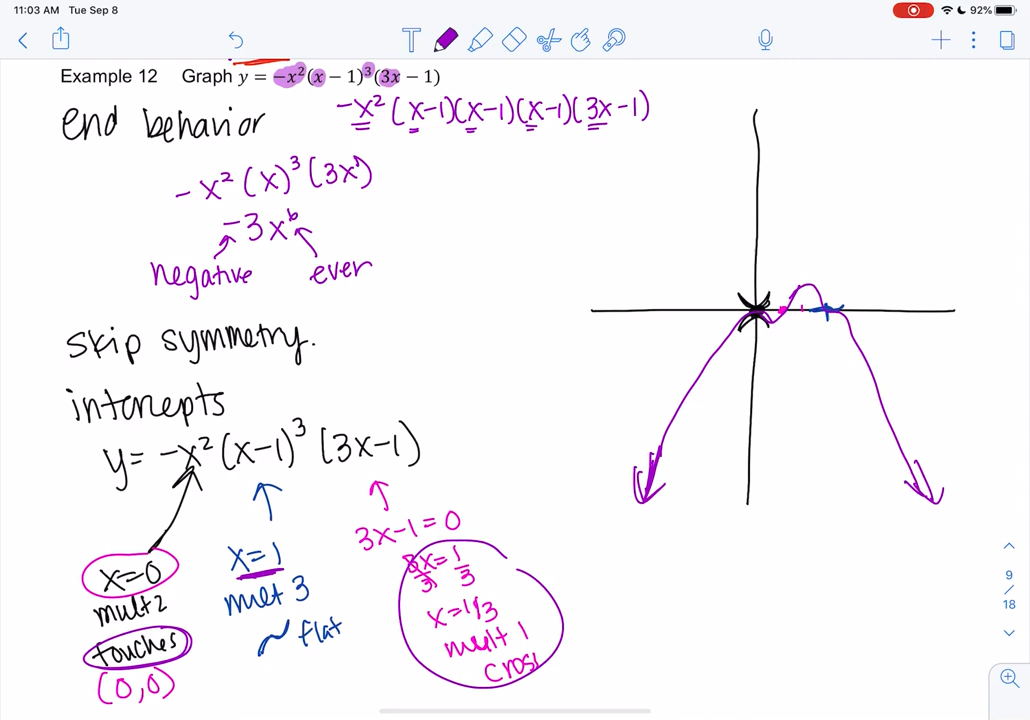 11:03 AM Tue Sep 8
92%
Example 12 Graph y = −x²(x − 1)³(3x − 1)
end behavior
−x²(x−1)(x−1)(x−1)(3x−1)
−x²(x)³(3x¹)
−3x⁶
negative ever
skip symmetry.
intercepts
y= −x²(x−1)³(3x−1)
x=0
mult 2
touches
(0,0)
x=1
mult 3
~ flat
3x−1=0
3x/3=1/3
x=1/3
mult 1
cross
9
/
18